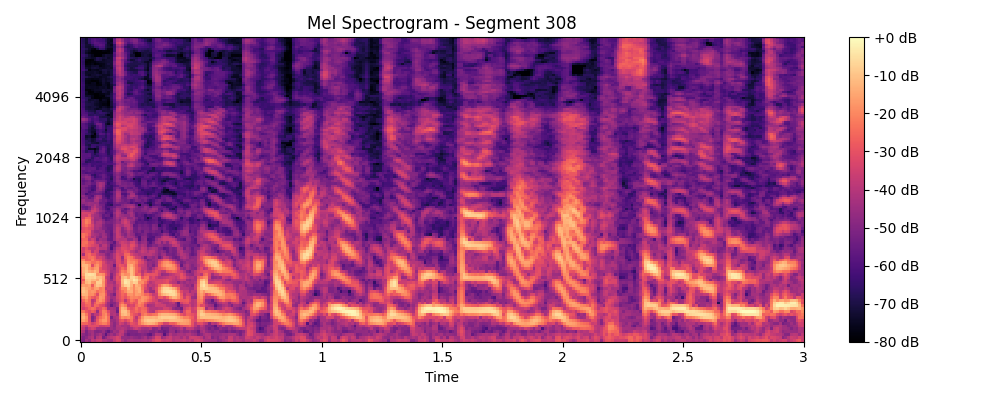 Mel Spectrogram - Segment 308
Frequency
4096
2048
1024
512
0
0
0.5
1
1.5
2
2.5
3
Time
+0 dB
-10 dB
-20 dB
-30 dB
-40 dB
-50 dB
-60 dB
-70 dB
-80 dB